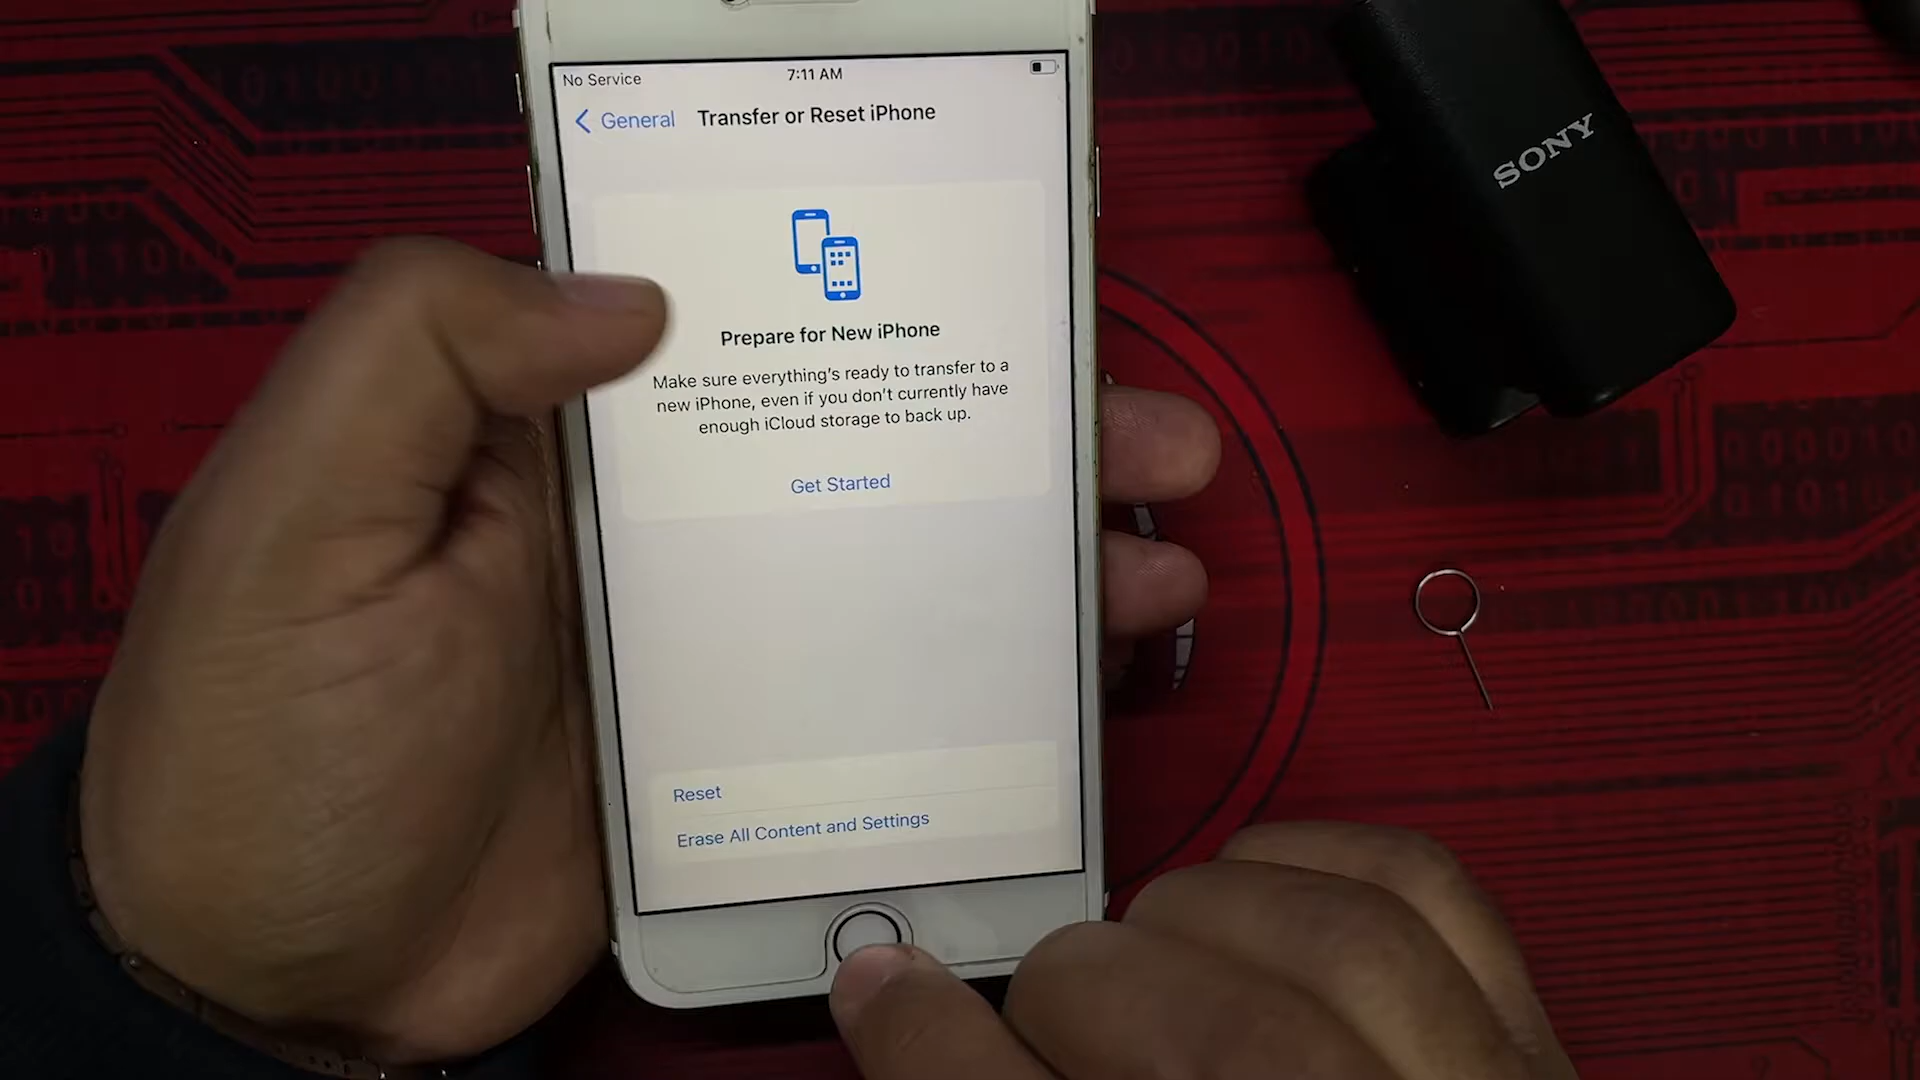 No Service
7:11 AM
General
Transfer or Reset iPhone
Prepare for New iPhone
Make sure everything's ready to transfer to a
new iPhone, even if you don't currently have
enough iCloud storage to back up.
Get Started
Reset
Erase All Content and Settings
SONY